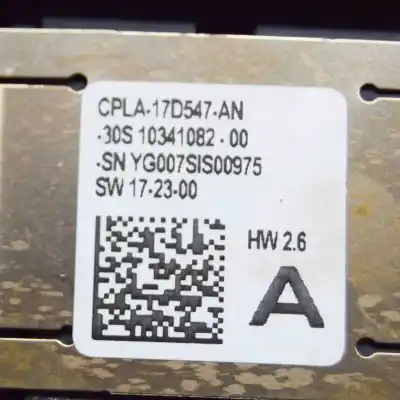 CPLA-17D547-AN
-30S 10341082-00
-SN YG007SIS00975
SW 17-23-00
HW 2.6
A